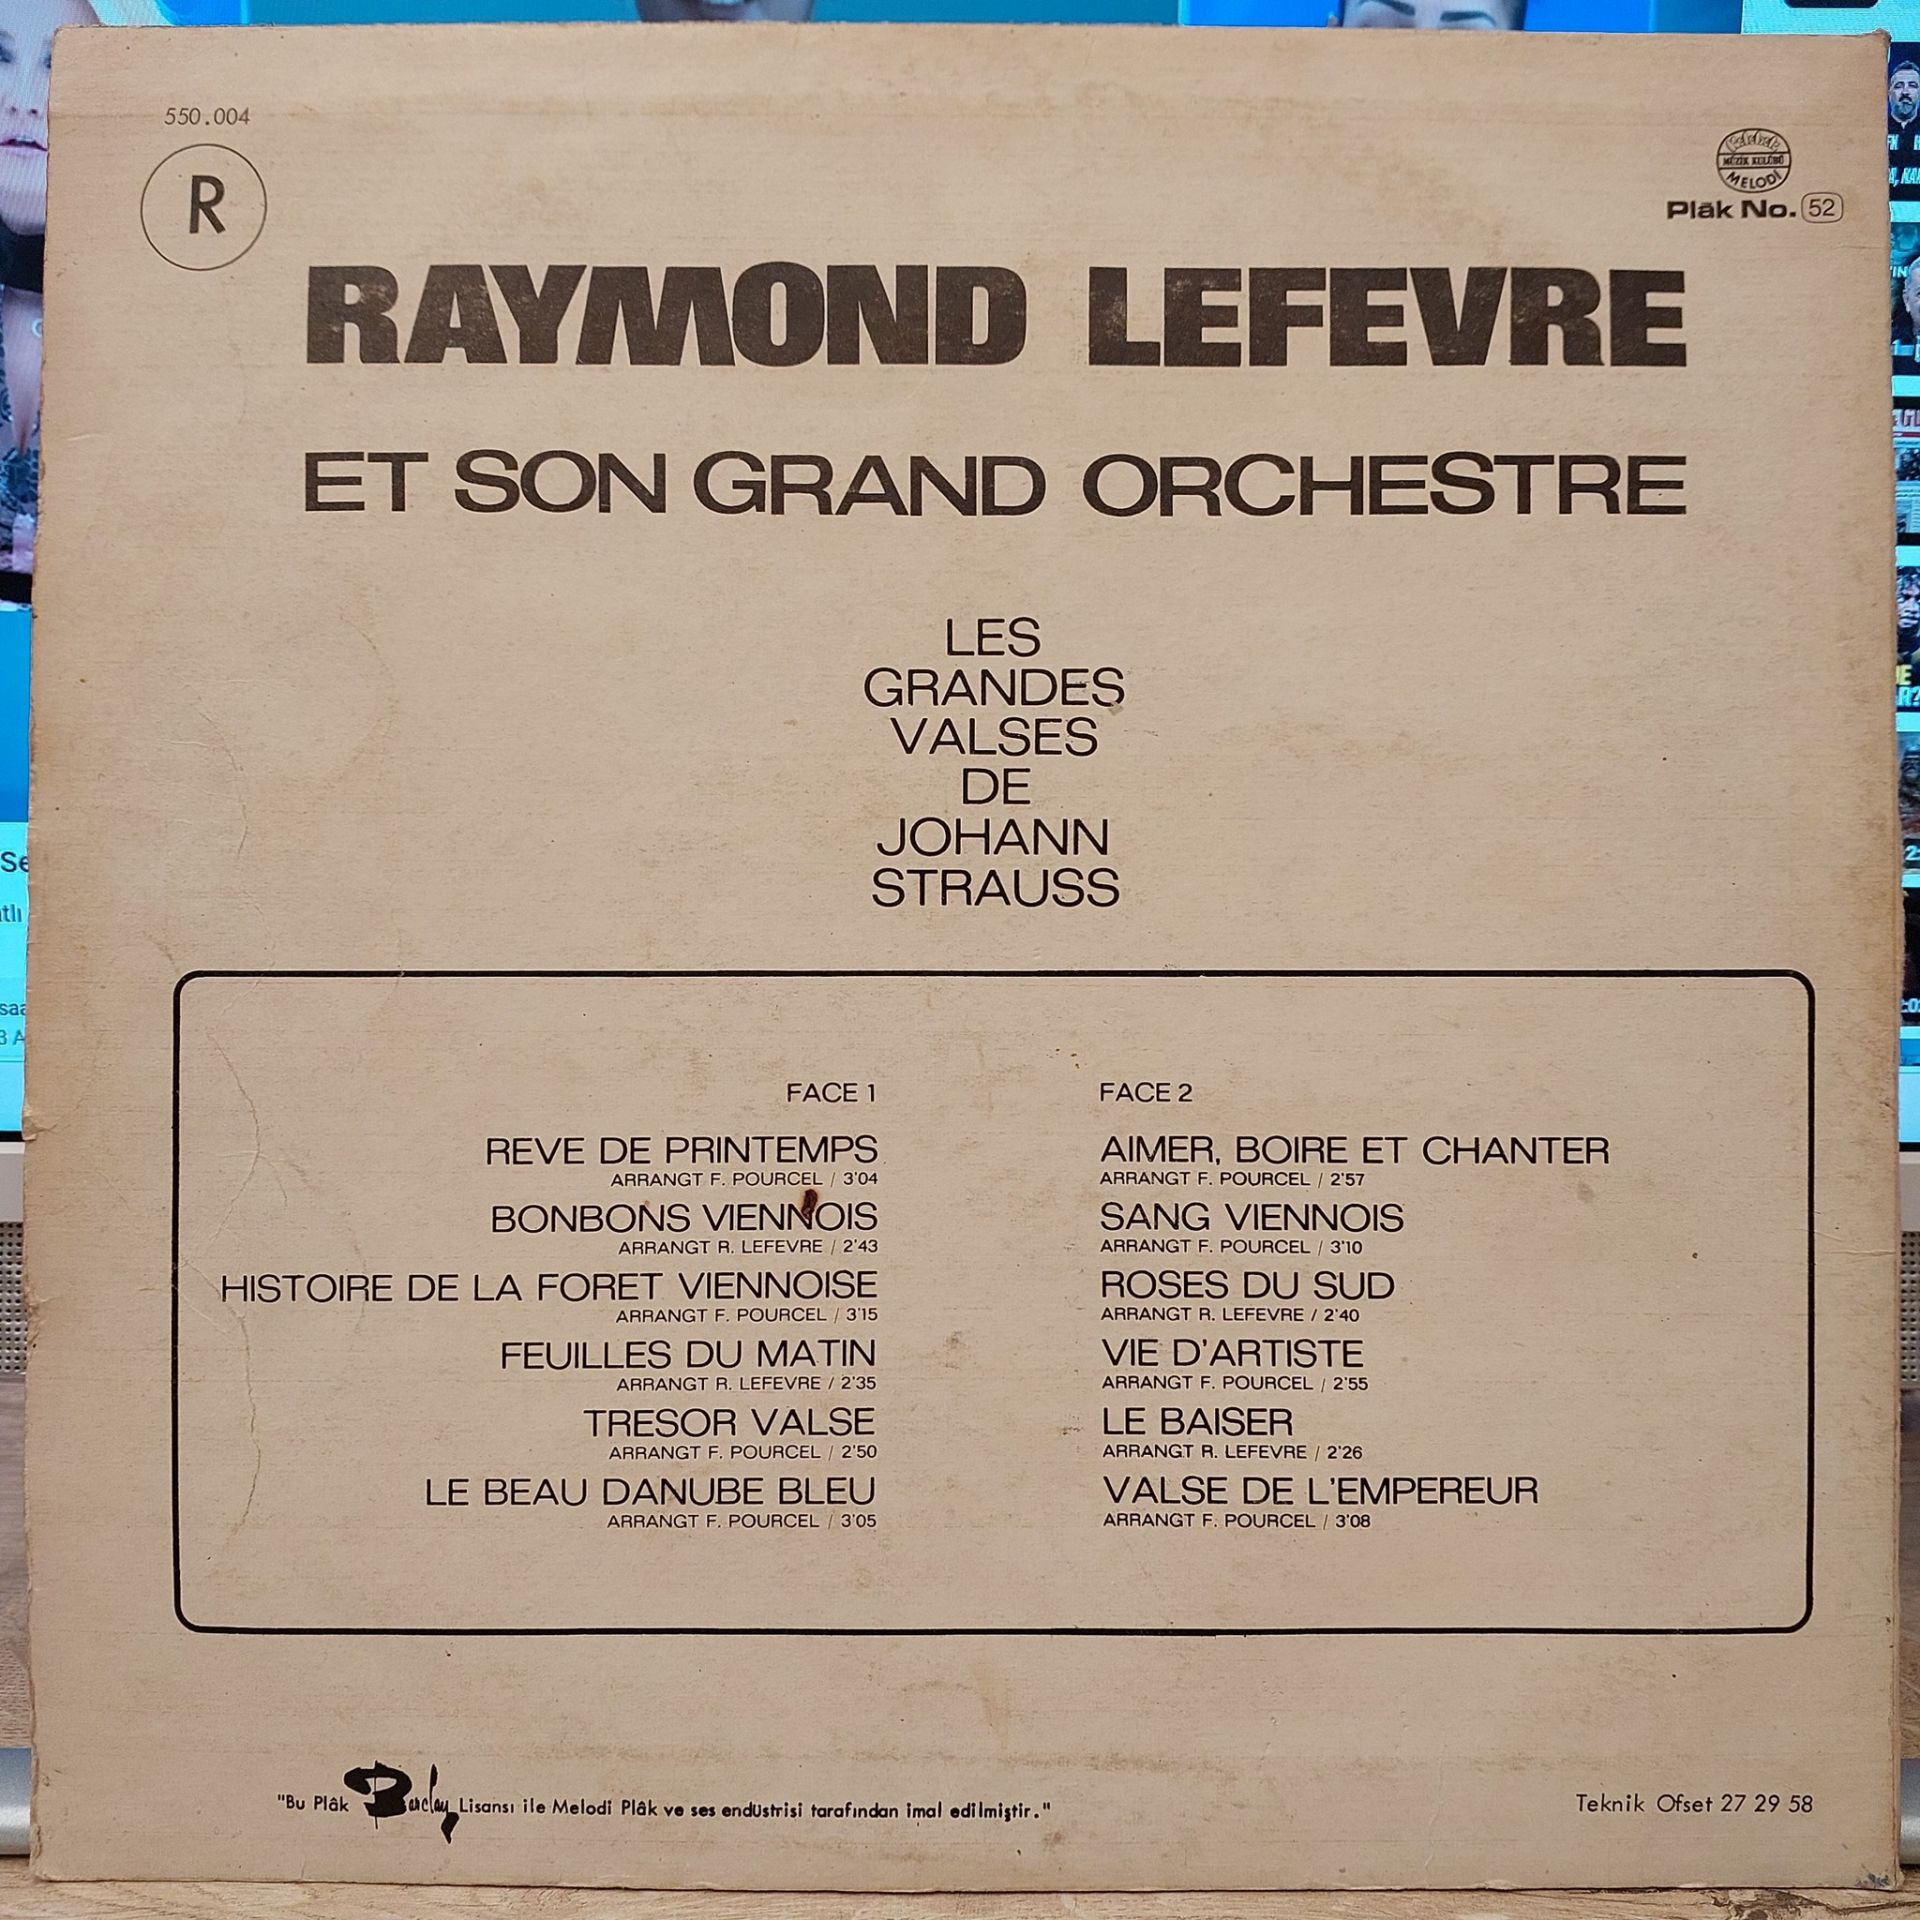 550.004
R
MÜZİK KULÜBÜ
MELODİ
Plâk No. 52
RAYMOND LEFEVRE
ET SON GRAND ORCHESTRE
LES
GRANDES
VALSES
DE
JOHANN
STRAUSS
FACE 1
REVE DE PRINTEMPS
ARRANGT F. POURCEL / 3'04
BONBONS VIENNOIS
ARRANGT R. LEFEVRE / 2'43
HISTOIRE DE LA FORET VIENNOISE
ARRANGT F. POURCEL / 3'15
FEUILLES DU MATIN
ARRANGT R. LEFEVRE / 2'35
TRESOR VALSE
ARRANGT F. POURCEL / 2'50
LE BEAU DANUBE BLEU
ARRANGT F. POURCEL / 3'05
FACE 2
AIMER, BOIRE ET CHANTER
ARRANGT F. POURCEL / 2'57
SANG VIENNOIS
ARRANGT F. POURCEL / 3'10
ROSES DU SUD
ARRANGT R. LEFEVRE / 2'40
VIE D'ARTISTE
ARRANGT F. POURCEL / 2'55
LE BAISER
ARRANGT R. LEFEVRE / 2'26
VALSE DE L'EMPEREUR
ARRANGT F. POURCEL / 3'08
"Bu Plâk Barclay Lisansı ile Melodi Plâk ve ses endüstrisi tarafından imal edilmiştir."
Teknik Ofset 27 29 58